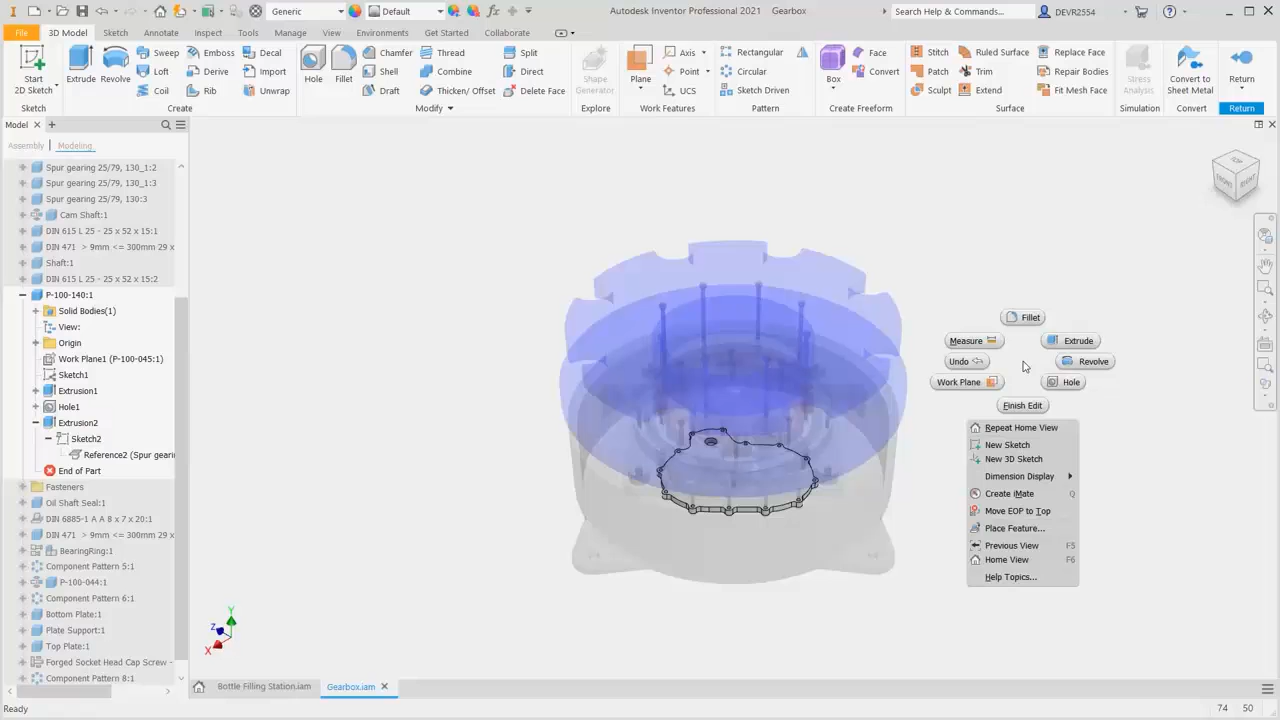 Generic
Default
Autodesk Inventor Professional 2021 Gearbox
Search Help & Commands...
DEVR2554
File
3D Model
Sketch
Annotate
Inspect
Tools
Manage
View
Environments
Get Started
Collaborate
Start
2D Sketch
Sketch
Extrude
Revolve
Sweep
Loft
Coil
Emboss
Derive
Rib
Decal
Import
Unwrap
Create
Hole
Fillet
Chamfer
Shell
Draft
Thread
Combine
Thicken/ Offset
Split
Direct
Delete Face
Modify
Shape
Generator
Explore
Plane
Axis
Point
UCS
Work Features
Rectangular
Circular
Sketch Driven
Pattern
Box
Face
Convert
Create Freeform
Stitch
Patch
Sculpt
Ruled Surface
Trim
Extend
Replace Face
Repair Bodies
Fit Mesh Face
Surface
Stress
Analysis
Simulation
Convert to
Sheet Metal
Convert
Return
Return
Model
Assembly
Modeling
Spur gearing 25/79, 130_1:2
Spur gearing 25/79, 130_1:3
Spur gearing 25/79, 130:3
Cam Shaft:1
DIN 615 L 25 - 25 x 52 x 15:1
DIN 471 > 9mm <= 300mm 29 x
Shaft:1
DIN 615 L 25 - 25 x 52 x 15:2
P-100-140:1
Solid Bodies(1)
View:
Origin
Work Plane1 (P-100-045:1)
Sketch1
Extrusion1
Hole1
Extrusion2
Sketch2
Reference2 (Spur geari
End of Part
Fasteners
Oil Shaft Seal:1
DIN 6885-1 A A 8 x 7 x 20:1
DIN 471 > 9mm <= 300mm 29 x
BearingRing:1
Component Pattern 5:1
P-100-044:1
Component Pattern 6:1
Bottom Plate:1
Plate Support:1
Top Plate:1
Forged Socket Head Cap Screw -
Component Pattern 8:1
TOP
FRONT
RIGHT
Fillet
Measure
Extrude
Undo
Revolve
Work Plane
Hole
Finish Edit
Repeat Home View
New Sketch
New 3D Sketch
Dimension Display
Create iMate Q
Move EOP to Top
Place Feature...
Previous View F5
Home View F6
Help Topics...
Y
Z
X
Bottle Filling Station.iam
Gearbox.iam
Ready
74 50